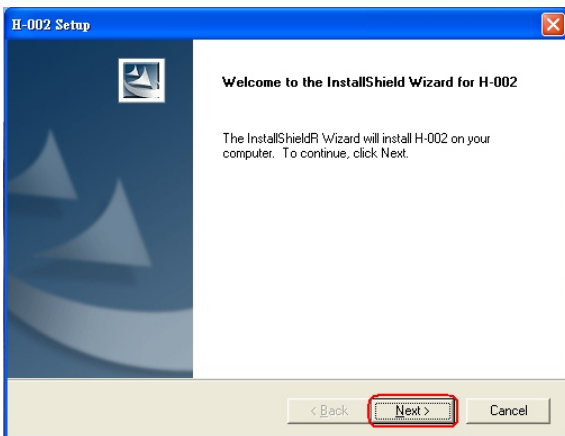 H-002 Setup
Welcome to the InstallShield Wizard for H-002
The InstallShieldR Wizard will install H-002 on your
computer. To continue, click Next.
< Back
Next >
Cancel